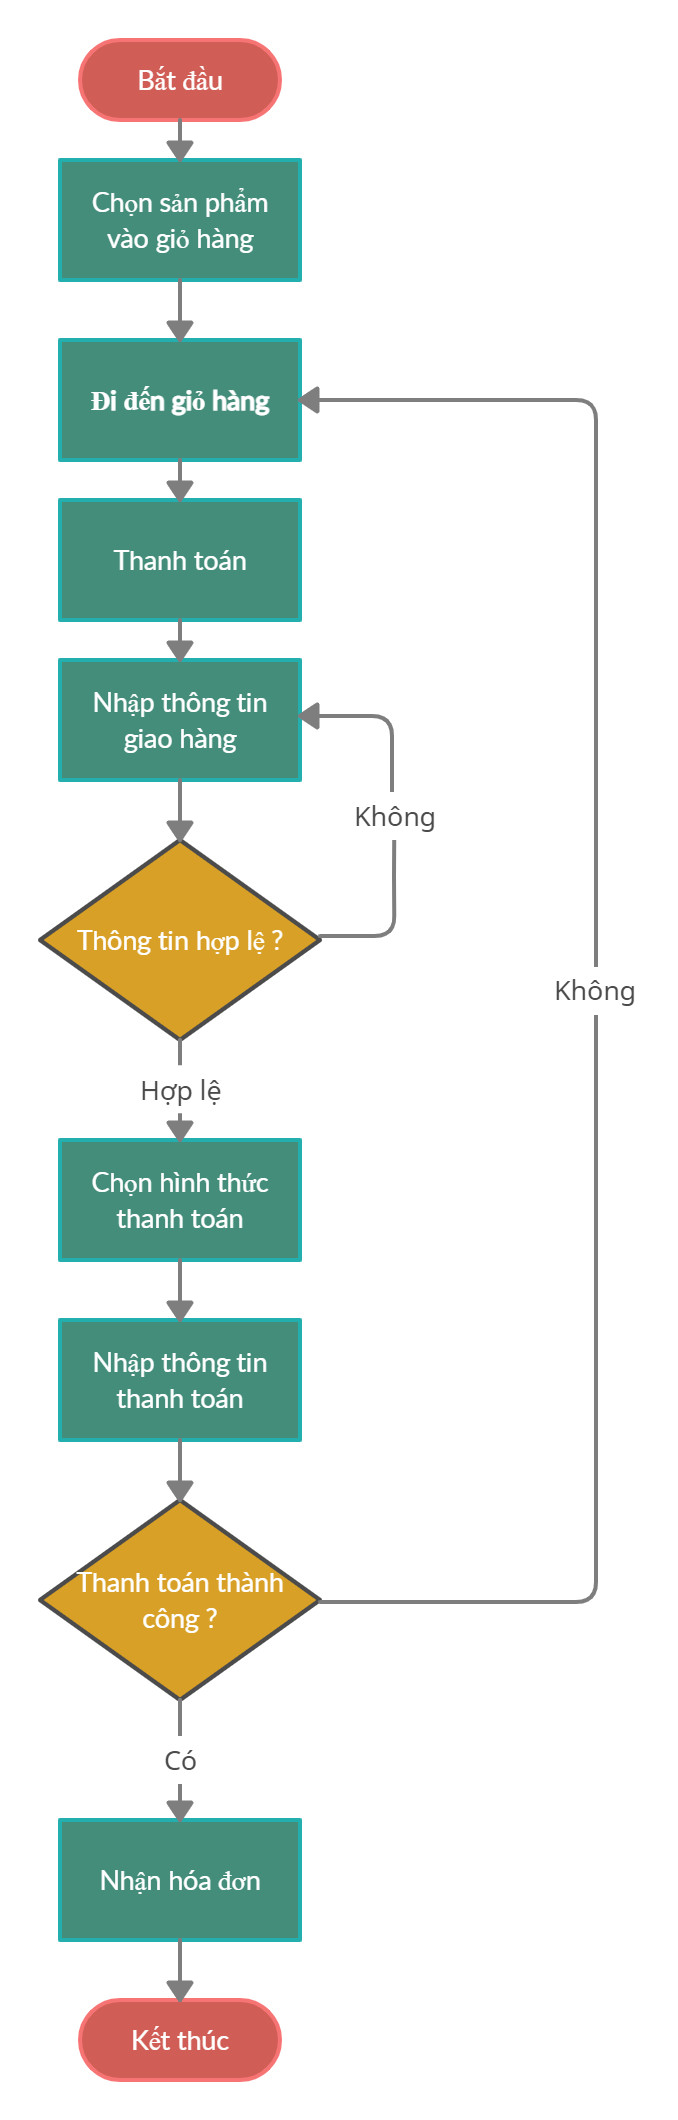 Bắt đầu
Chọn sản phẩm
vào giỏ hàng
Đi đến giỏ hàng
Thanh toán
Nhập thông tin
giao hàng
Không
Thông tin hợp lệ ?
Không
Hợp lệ
Chọn hình thức
thanh toán
Nhập thông tin
thanh toán
Thanh toán thành
công ?
Có
Nhận hóa đơn
Kết thúc